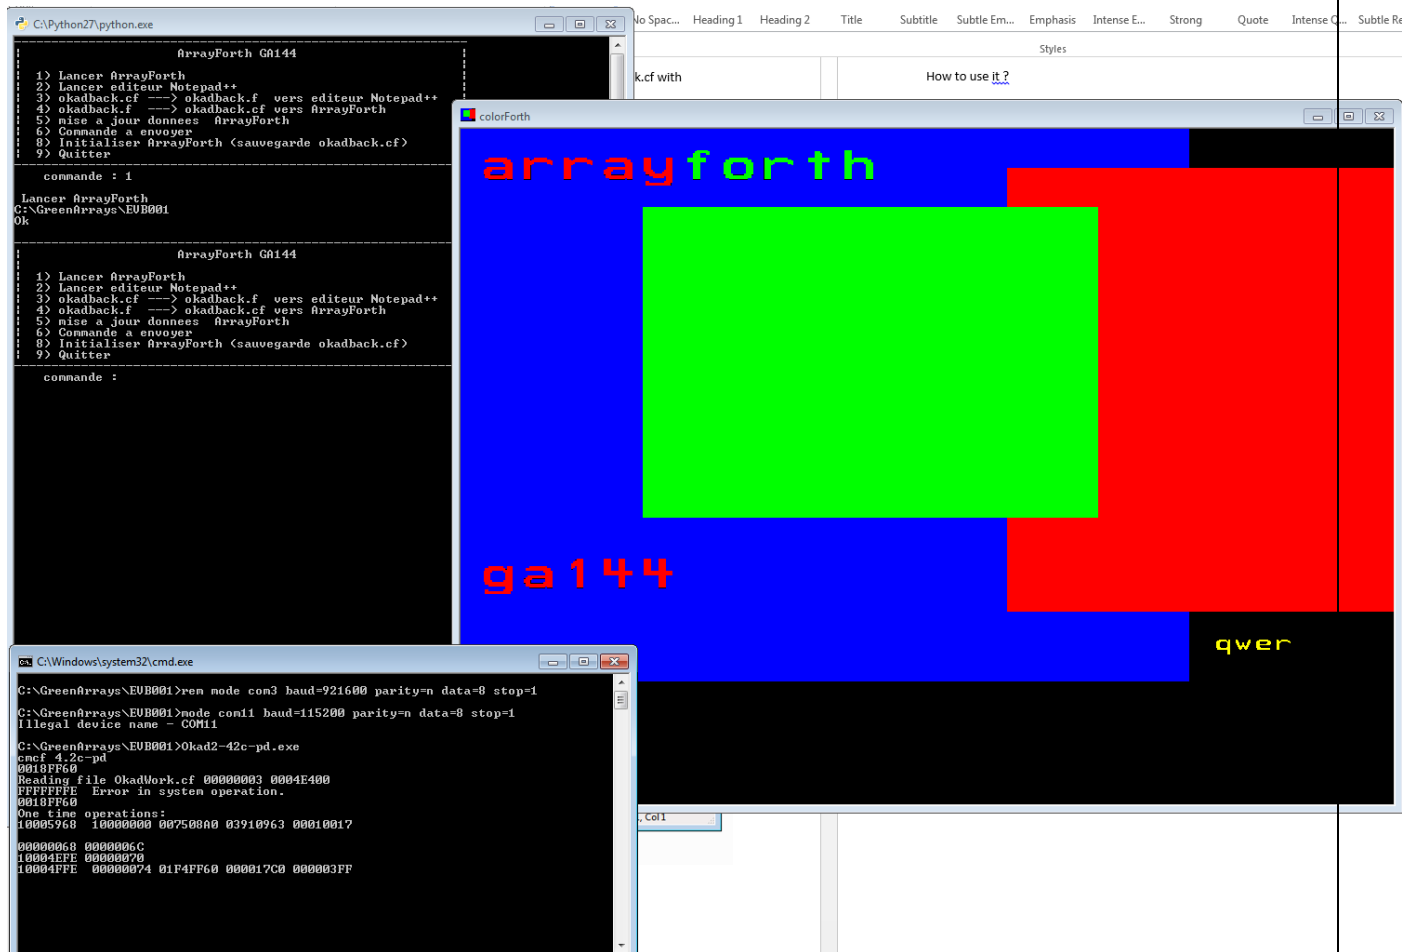 C:\Python27\python.exe
ArrayForth GA144
1) Lancer ArrayForth
2) Lancer editeur Notepad++
3) okadback.cf ---> okadback.f  vers editeur Notepad++
4) okadback.f  ---> okadback.cf vers ArrayForth
5) mise a jour donnees  ArrayForth
6) Commande a envoyer
8) Initialiser ArrayForth (sauvegarde okadback.cf)
9) Quitter
commande : 1
Lancer ArrayForth
C:\GreenArrays\EVB001
Ok
ArrayForth GA144
1) Lancer ArrayForth
2) Lancer editeur Notepad++
3) okadback.cf ---> okadback.f  vers editeur Notepad++
4) okadback.f  ---> okadback.cf vers ArrayForth
5) mise a jour donnees  ArrayForth
6) Commande a envoyer
8) Initialiser ArrayForth (sauvegarde okadback.cf)
9) Quitter
commande :
No Spac... Heading 1 Heading 2 Title Subtitle Subtle Em... Emphasis Intense E... Strong Quote Intense Q... Subtle Re
Styles
k.cf with
How to use it ?
colorForth
arrayforth
ga144
qwer
C:\Windows\system32\cmd.exe
C:\GreenArrays\EVB001>rem mode com3 baud=921600 parity=n data=8 stop=1
C:\GreenArrays\EVB001>mode com11 baud=115200 parity=n data=8 stop=1
Illegal device name - COM11
C:\GreenArrays\EVB001>Okad2-42c-pd.exe
cmcf 4.2c-pd
0018FF60
Reading file OkadWork.cf 00000003 0004E400
FFFFFFFE  Error in system operation.
0018FF60
One time operations:
10005968  10000000 007508A0 03910963 00010017
00000068 0000006C
10004EFE 00000070
10004FFE  00000074 01F4FF60 000017C0 000003FF
, Col1